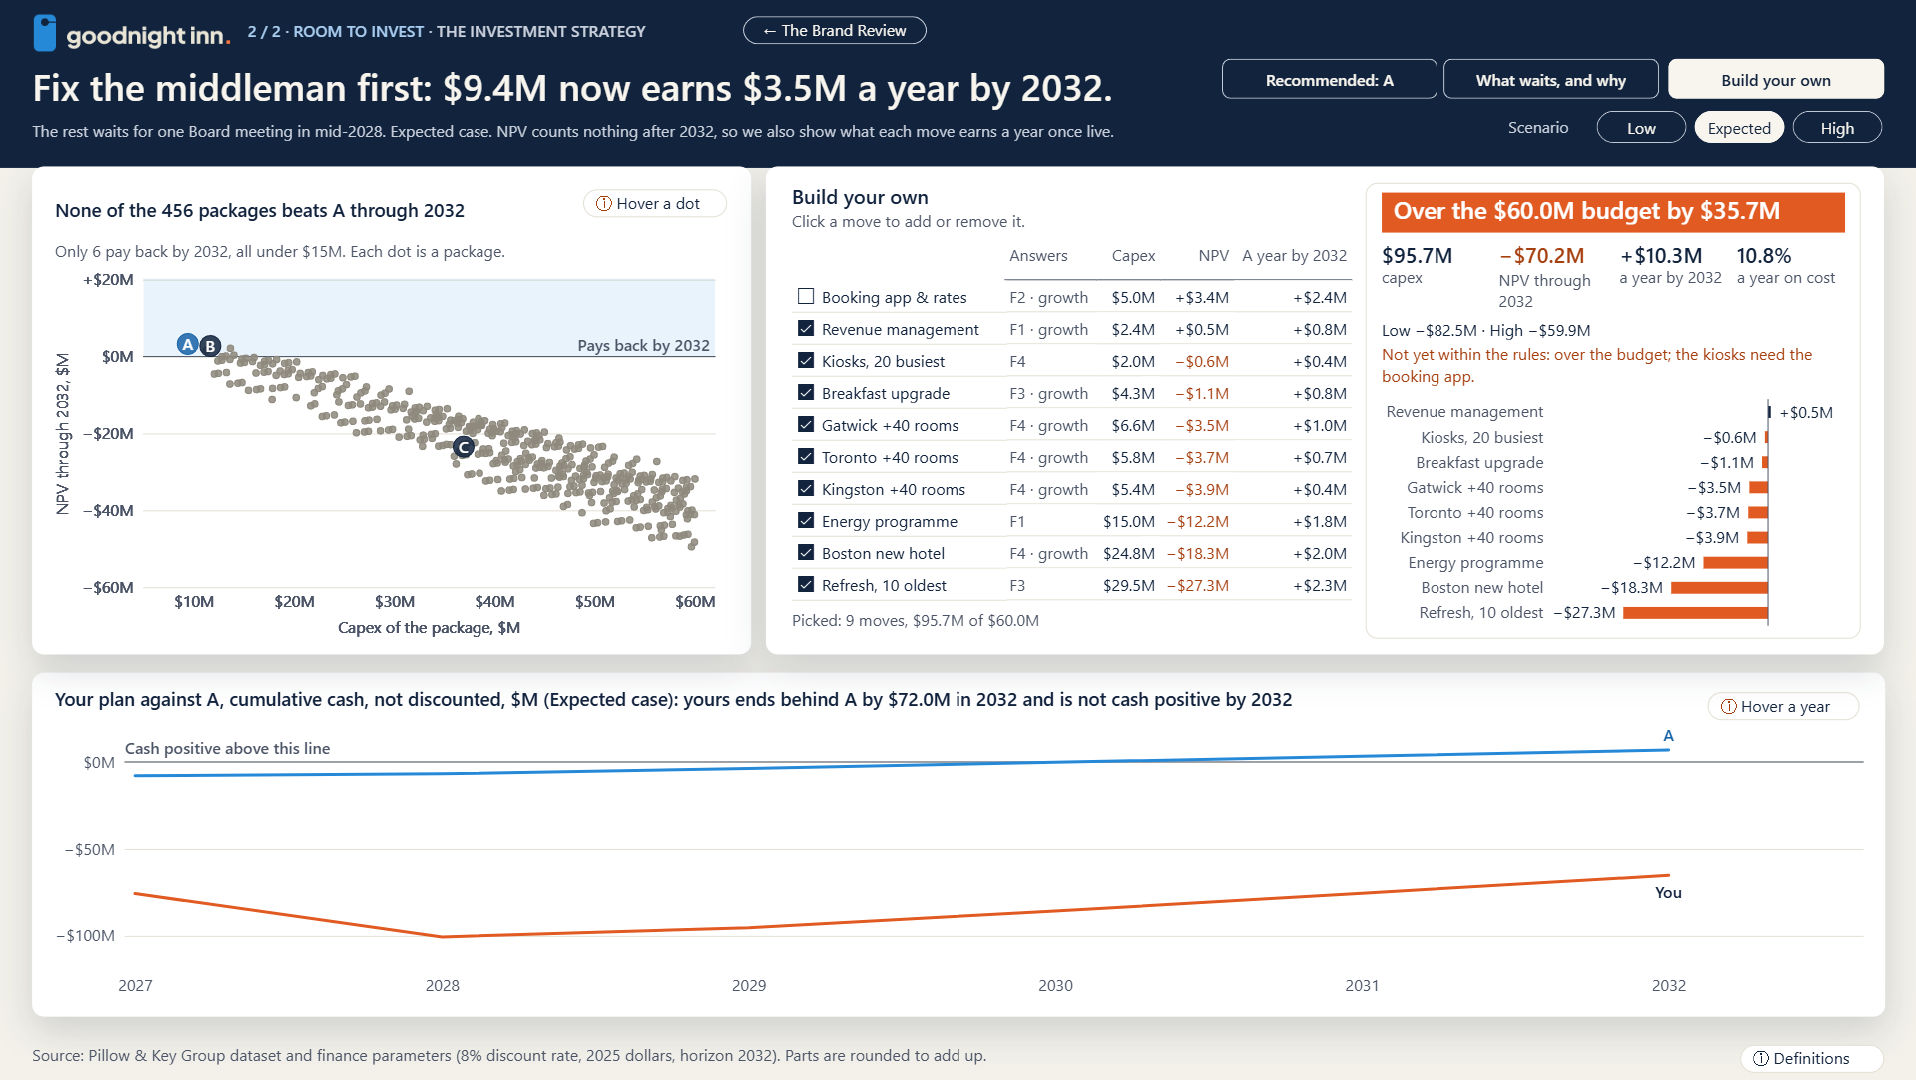 goodnight inn.
2 / 2 · ROOM TO INVEST · THE INVESTMENT STRATEGY
← The Brand Review
Fix the middleman first: $9.4M now earns $3.5M a year by 2032.
The rest waits for one Board meeting in mid-2028. Expected case. NPV counts nothing after 2032, so we also show what each move earns a year once live.
Recommended: A
What waits, and why
Build your own
Scenario
Low
Expected
High
None of the 456 packages beats A through 2032
Hover a dot
Only 6 pay back by 2032, all under $15M. Each dot is a package.
+$20M
$0M
−$20M
−$40M
−$60M
NPV through 2032, $M
A
B
C
Pays back by 2032
$10M
$20M
$30M
$40M
$50M
$60M
Capex of the package, $M
Build your own
Click a move to add or remove it.
Answers Capex NPV A year by 2032
Booking app & rates F2 · growth $5.0M +$3.4M +$2.4M
Revenue management F1 · growth $2.4M +$0.5M +$0.8M
Kiosks, 20 busiest F4 $2.0M −$0.6M +$0.4M
Breakfast upgrade F3 · growth $4.3M −$1.1M +$0.8M
Gatwick +40 rooms F4 · growth $6.6M −$3.5M +$1.0M
Toronto +40 rooms F4 · growth $5.8M −$3.7M +$0.7M
Kingston +40 rooms F4 · growth $5.4M −$3.9M +$0.4M
Energy programme F1 $15.0M −$12.2M +$1.8M
Boston new hotel F4 · growth $24.8M −$18.3M +$2.0M
Refresh, 10 oldest F3 $29.5M −$27.3M +$2.3M
Picked: 9 moves, $95.7M of $60.0M
Over the $60.0M budget by $35.7M
$95.7M −$70.2M +$10.3M 10.8%
capex NPV through a year by 2032 a year on cost
2032
Low −$82.5M · High −$59.9M
Not yet within the rules: over the budget; the kiosks need the
booking app.
Revenue management +$0.5M
Kiosks, 20 busiest −$0.6M
Breakfast upgrade −$1.1M
Gatwick +40 rooms −$3.5M
Toronto +40 rooms −$3.7M
Kingston +40 rooms −$3.9M
Energy programme −$12.2M
Boston new hotel −$18.3M
Refresh, 10 oldest −$27.3M
Your plan against A, cumulative cash, not discounted, $M (Expected case): yours ends behind A by $72.0M in 2032 and is not cash positive by 2032
Hover a year
Cash positive above this line
$0M
−$50M
−$100M
A
You
2027
2028
2029
2030
2031
2032
Source: Pillow & Key Group dataset and finance parameters (8% discount rate, 2025 dollars, horizon 2032). Parts are rounded to add up.
Definitions